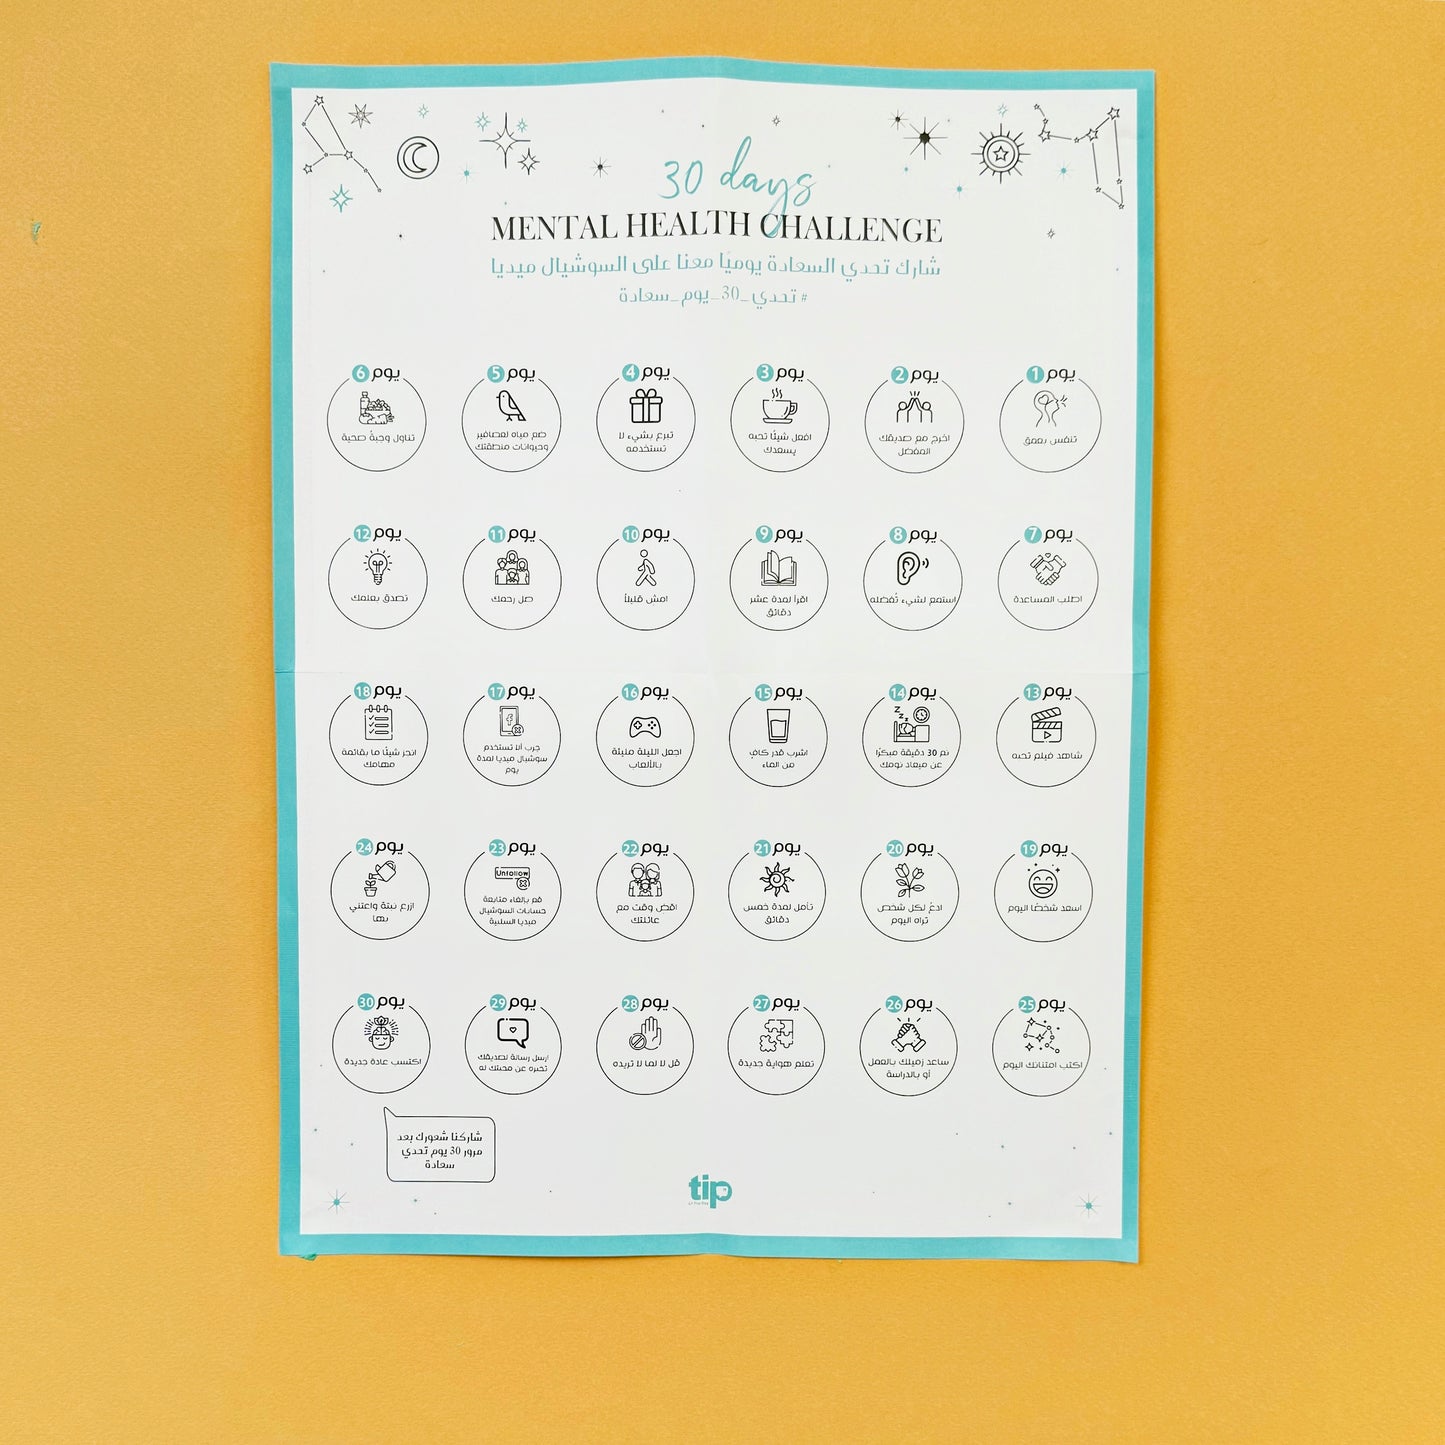 30 days
MENTAL HEALTH CHALLENGE
شارك تحدي السعادة يوميًا معنا على السوشيال ميديا
# تحدي_30_يوم_سعادة
يوم 1
تنفس بعمق
يوم 2
اخرج مع صديقك
المفضل
يوم 3
افعل شيئًا تحبه
يسعدك
يوم 4
تبرع بشيء لا
تستخدمه
يوم 5
ضع مياه لعصافير
وحيوانات منطقتك
يوم 6
تناول وجبةً صحية
يوم 7
اطلب المساعدة
يوم 8
استمع لشيء تُفضله
يوم 9
اقرأ لمدة عشر
دقائق
يوم 10
امش قليلاً
يوم 11
صل رحمك
يوم 12
تصدق بعلمك
يوم 13
شاهد فيلم تحبه
يوم 14
نم 30 دقيقة مبكرًا
عن ميعاد نومك
يوم 15
اشرب قدر كافٍ
من الماء
يوم 16
اجعل الليلة مليئة
بالألعاب
يوم 17
جرب ألا تستخدم
سوشيال ميديا لمدة
يوم
يوم 18
انجز شيئًا ما بقائمة
مهامك
يوم 19
اسعد شخصًا اليوم
يوم 20
ادعُ لكل شخص
تراه اليوم
يوم 21
تأمل لمدة خمس
دقائق
يوم 22
اقضِ وقت مع
عائلتك
يوم 23
Unfollow
قم بإلغاء متابعة
حسابات السوشيال
ميديا السلبية
يوم 24
ازرع نبتة واعتني
بها
يوم 25
اكتب امتنانك اليوم
يوم 26
ساعد زميلك بالعمل
أو بالدراسة
يوم 27
تعلم هواية جديدة
يوم 28
قل لا لما لا تريده
يوم 29
ارسل رسالة لصديقك
تخبره عن محبتك له
يوم 30
اكتسب عادة جديدة
شاركنا شعورك بعد
مرور 30 يوم تحدي
سعادة
tip